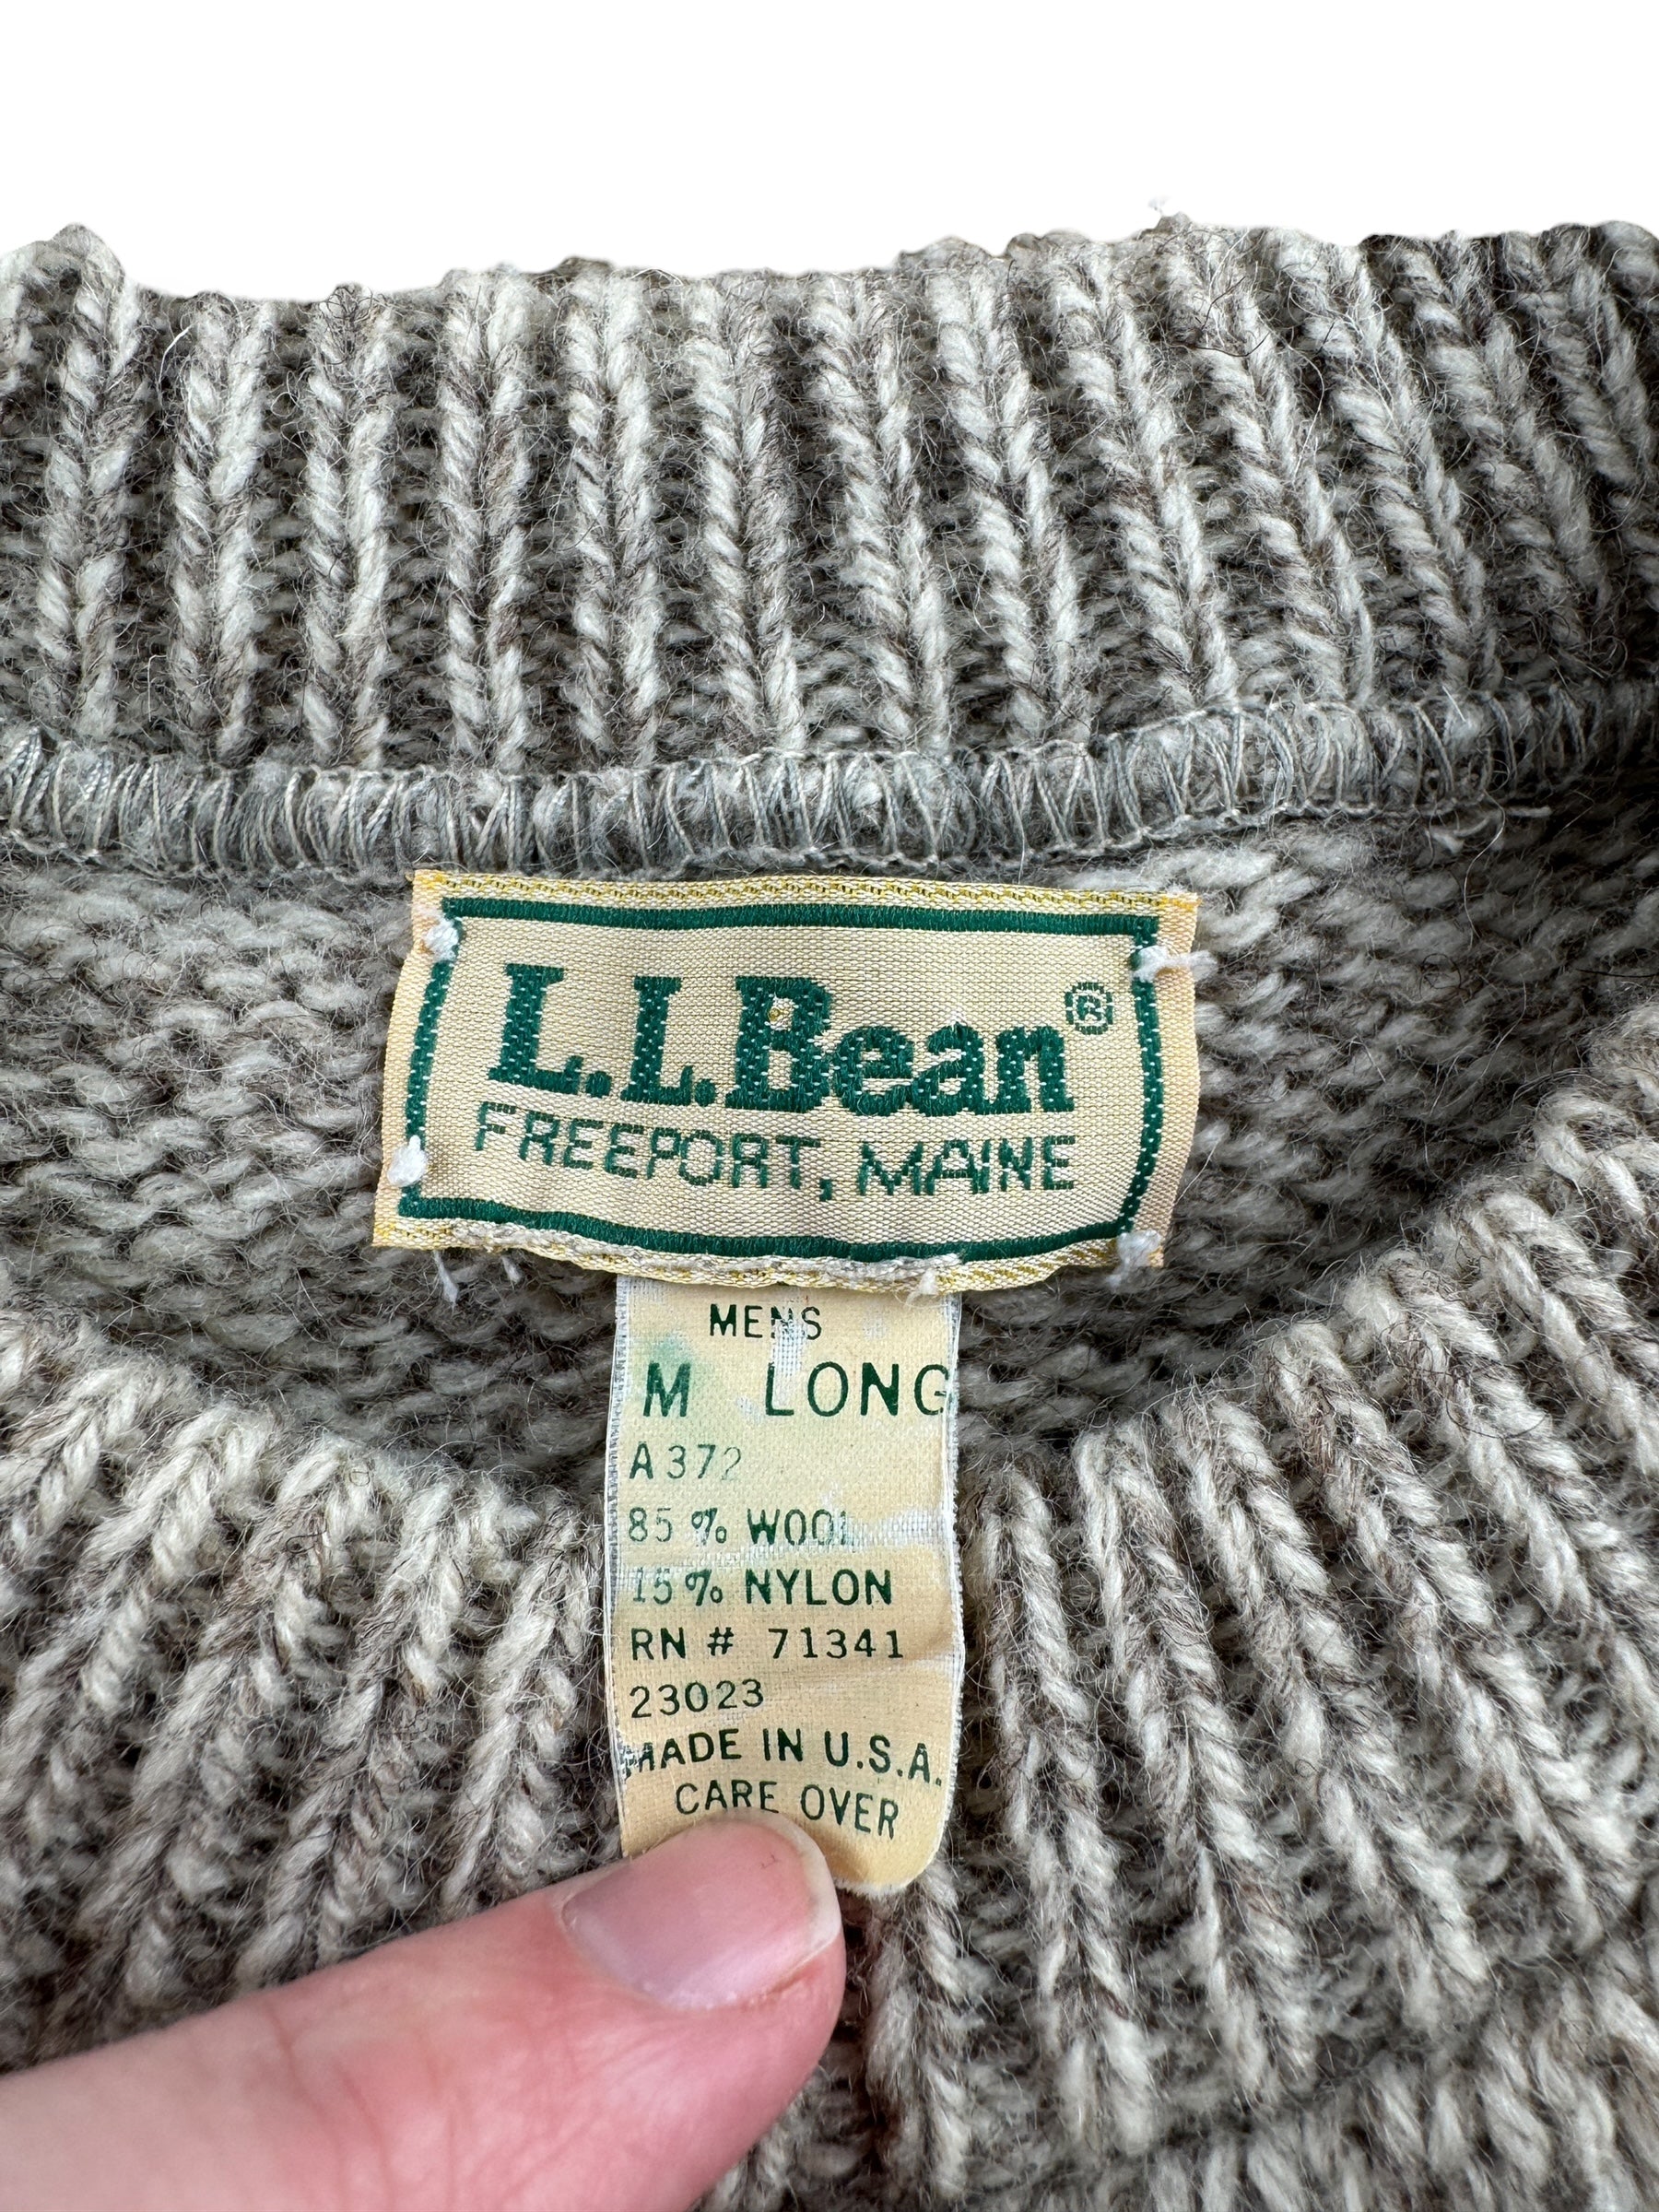 L.L.Bean®
FREEPORT, MAINE
MENS
M LONG
A372
85% WOOL
15% NYLON
RN # 71341
23023
MADE IN U.S.A.
CARE OVER